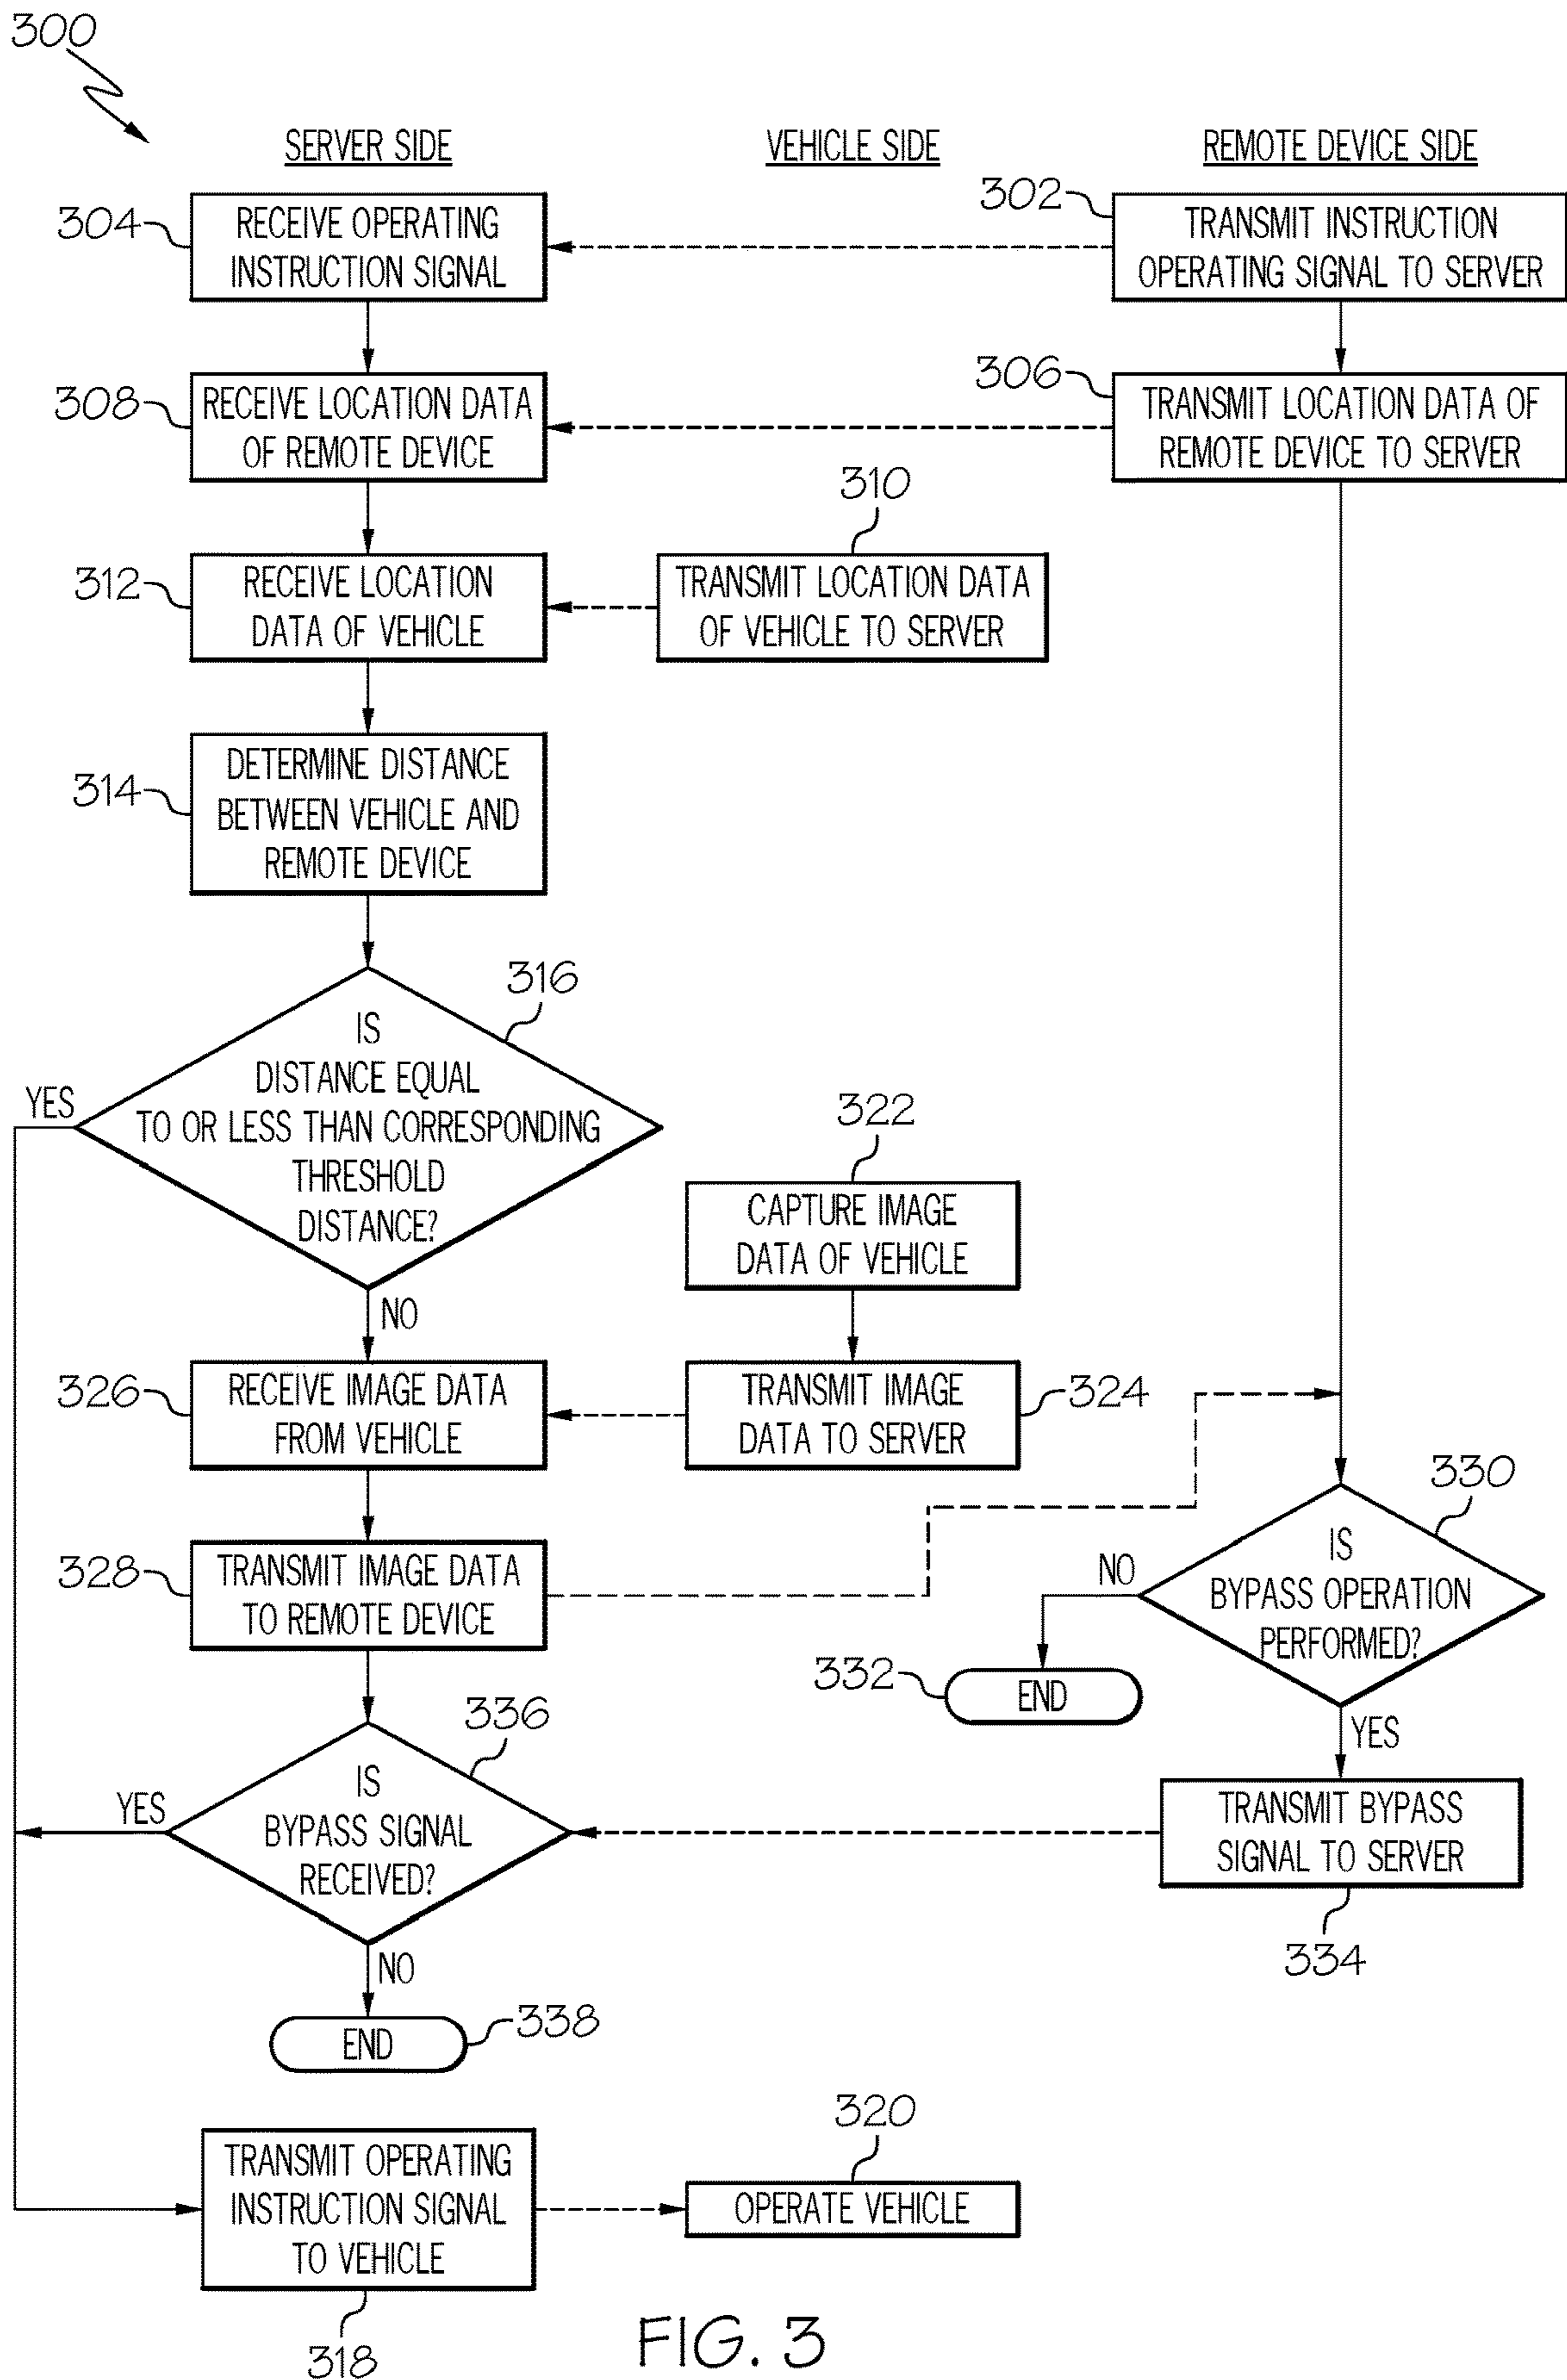 300
SERVER SIDE
VEHICLE SIDE
REMOTE DEVICE SIDE
304
RECEIVE OPERATING
INSTRUCTION SIGNAL
302
TRANSMIT INSTRUCTION
OPERATING SIGNAL TO SERVER
308
RECEIVE LOCATION DATA
OF REMOTE DEVICE
306
TRANSMIT LOCATION DATA OF
REMOTE DEVICE TO SERVER
312
RECEIVE LOCATION
DATA OF VEHICLE
310
TRANSMIT LOCATION DATA
OF VEHICLE TO SERVER
314
DETERMINE DISTANCE
BETWEEN VEHICLE AND
REMOTE DEVICE
316
IS
DISTANCE EQUAL
TO OR LESS THAN CORRESPONDING
THRESHOLD
DISTANCE?
YES
NO
322
CAPTURE IMAGE
DATA OF VEHICLE
326
RECEIVE IMAGE DATA
FROM VEHICLE
TRANSMIT IMAGE
DATA TO SERVER
324
328
TRANSMIT IMAGE DATA
TO REMOTE DEVICE
330
IS
BYPASS OPERATION
PERFORMED?
NO
332
END
YES
336
IS
BYPASS SIGNAL
RECEIVED?
YES
TRANSMIT BYPASS
SIGNAL TO SERVER
334
NO
END
338
TRANSMIT OPERATING
INSTRUCTION SIGNAL
TO VEHICLE
318
320
OPERATE VEHICLE
FIG. 3